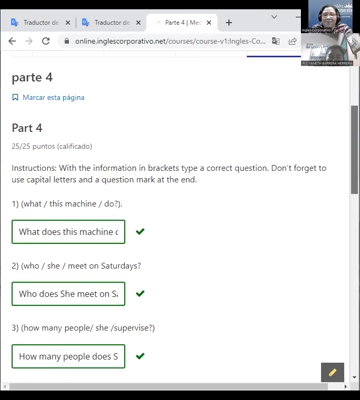 Traductor de
Traductor de
Parte 4 | Med
online.inglescorporativo.net/courses/course-v1:Ingles-Co...
parte 4
Marcar esta página
Part 4
25/25 puntos (calificado)
Instructions: With the information in brackets type a correct question. Don't forget
to use capital letters and a question mark at the end.
1) (what / this machine / do?).
What does this machine d
2) (who / she / meet on Saturdays?
Who does She meet on Sa
3) (how many people/ she /supervise?)
How many people does S